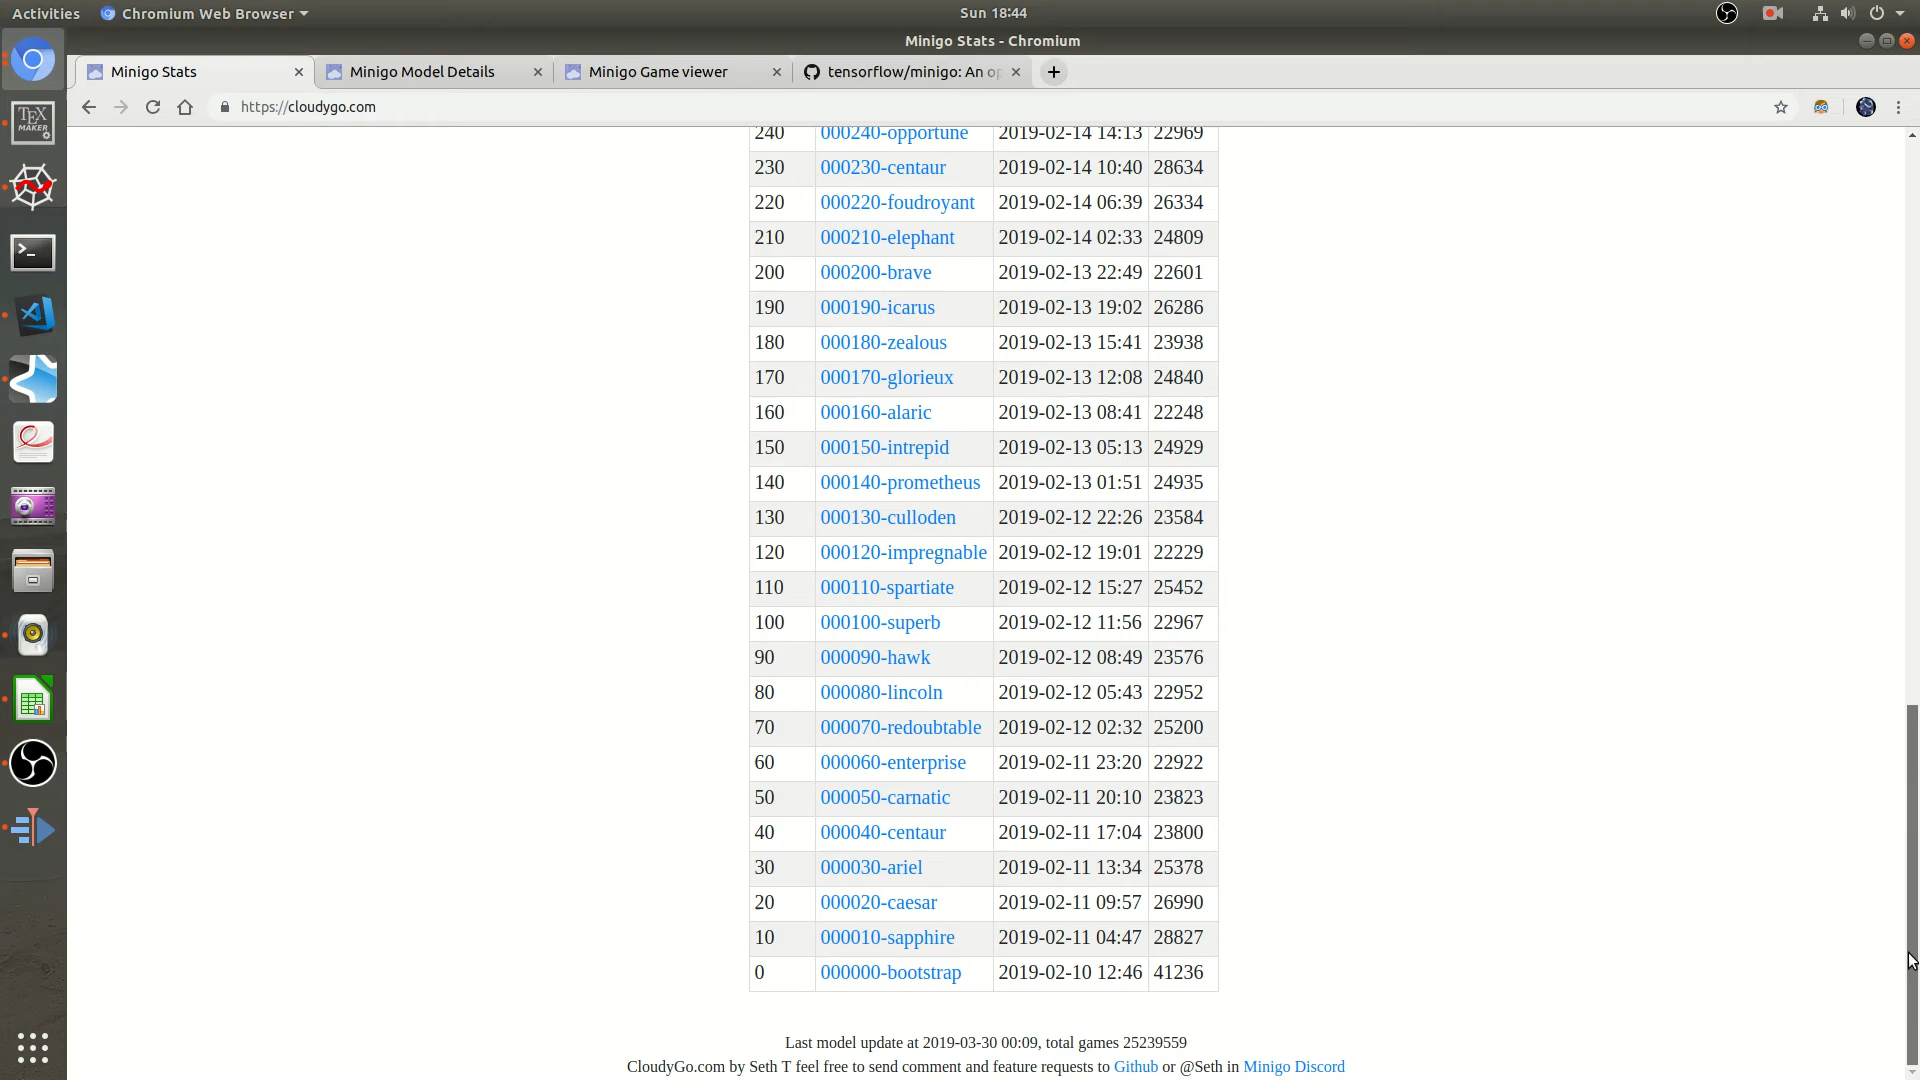 Activities Chromium Web Browser Sun 18:44
Minigo Stats - Chromium
Minigo Stats Minigo Model Details Minigo Game viewer tensorflow/minigo: An op
https://cloudygo.com
240 000240-opportune 2019-02-14 14:13 22969
230 000230-centaur 2019-02-14 10:40 28634
220 000220-foudroyant 2019-02-14 06:39 26334
210 000210-elephant 2019-02-14 02:33 24809
200 000200-brave 2019-02-13 22:49 22601
190 000190-icarus 2019-02-13 19:02 26286
180 000180-zealous 2019-02-13 15:41 23938
170 000170-glorieux 2019-02-13 12:08 24840
160 000160-alaric 2019-02-13 08:41 22248
150 000150-intrepid 2019-02-13 05:13 24929
140 000140-prometheus 2019-02-13 01:51 24935
130 000130-culloden 2019-02-12 22:26 23584
120 000120-impregnable 2019-02-12 19:01 22229
110 000110-spartiate 2019-02-12 15:27 25452
100 000100-superb 2019-02-12 11:56 22967
90 000090-hawk 2019-02-12 08:49 23576
80 000080-lincoln 2019-02-12 05:43 22952
70 000070-redoubtable 2019-02-12 02:32 25200
60 000060-enterprise 2019-02-11 23:20 22922
50 000050-carnatic 2019-02-11 20:10 23823
40 000040-centaur 2019-02-11 17:04 23800
30 000030-ariel 2019-02-11 13:34 25378
20 000020-caesar 2019-02-11 09:57 26990
10 000010-sapphire 2019-02-11 04:47 28827
0 000000-bootstrap 2019-02-10 12:46 41236
Last model update at 2019-03-30 00:09, total games 25239559
CloudyGo.com by Seth T feel free to send comment and feature requests to Github or @Seth in Minigo Discord
TEX
MAKER